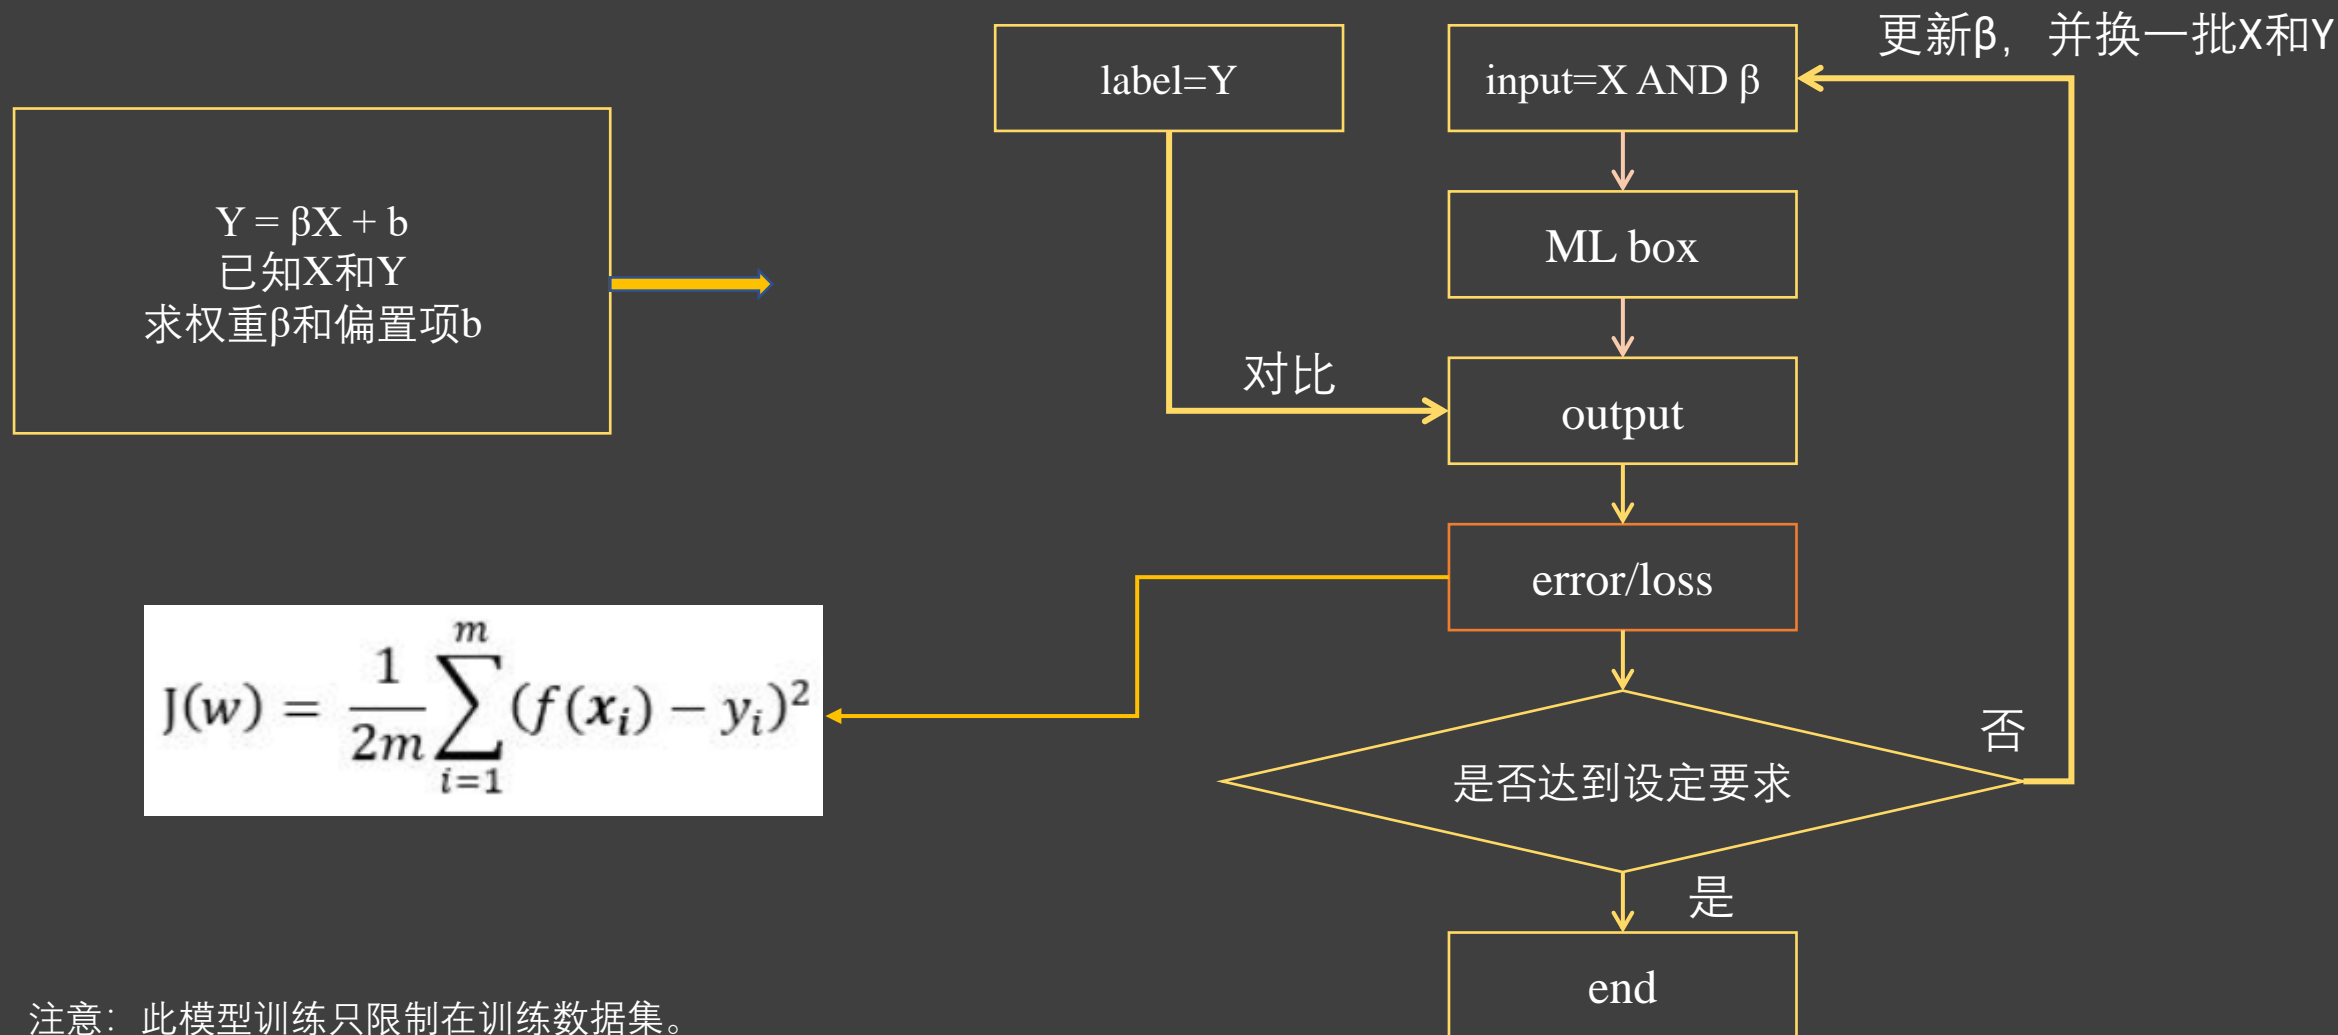 Y = βX + b
已知X和Y
求权重β和偏置项b
label=Y
input=X AND β
更新β，并换一批X和Y
ML box
对比
output
error/loss
J(w) = \frac{1}{2m} \sum_{i=1}^{m} (f(x_i) − y_i)^2
是否达到设定要求
否
是
end
注意：此模型训练只限制在训练数据集。